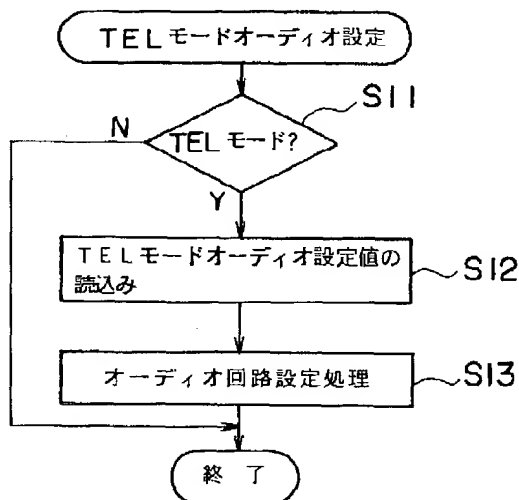 TELモードオーディオ設定
S11
N
TELモード?
Y
TELモードオーディオ設定値の
読込み
S12
オーディオ回路設定処理
S13
終了